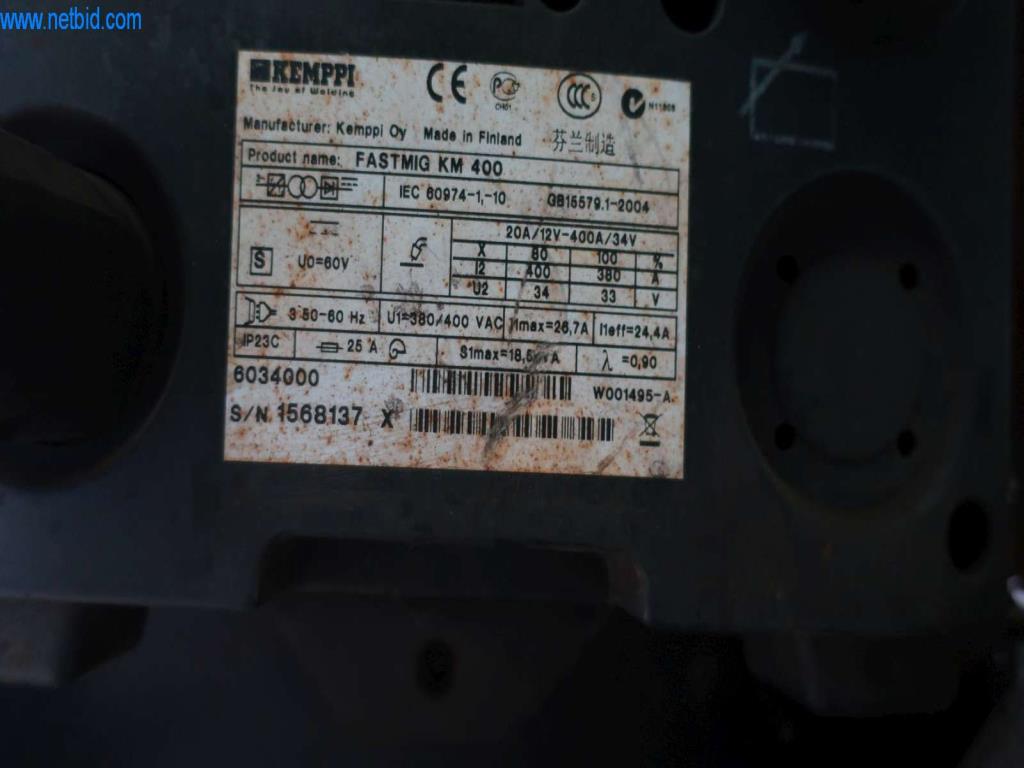 www.netbid.com
KEMPPI
The Joy of Welding
CE
N11808
Manufacturer: Kemppi Oy Made in Finland 芬兰制造
Product name: FASTMIG KM 400
IEC 60974-1,-10 GB15579.1-2004
20A/12V-400A/34V
X 80 100 %
S U0=60V I2 400 380 A
U2 34 33 V
3 50-60 Hz U1=380/400 VAC I1max=26,7A I1eff=24,4A
IP23C 25 A λ =0,90
6034000 W001495-A
S/N 1568137 X